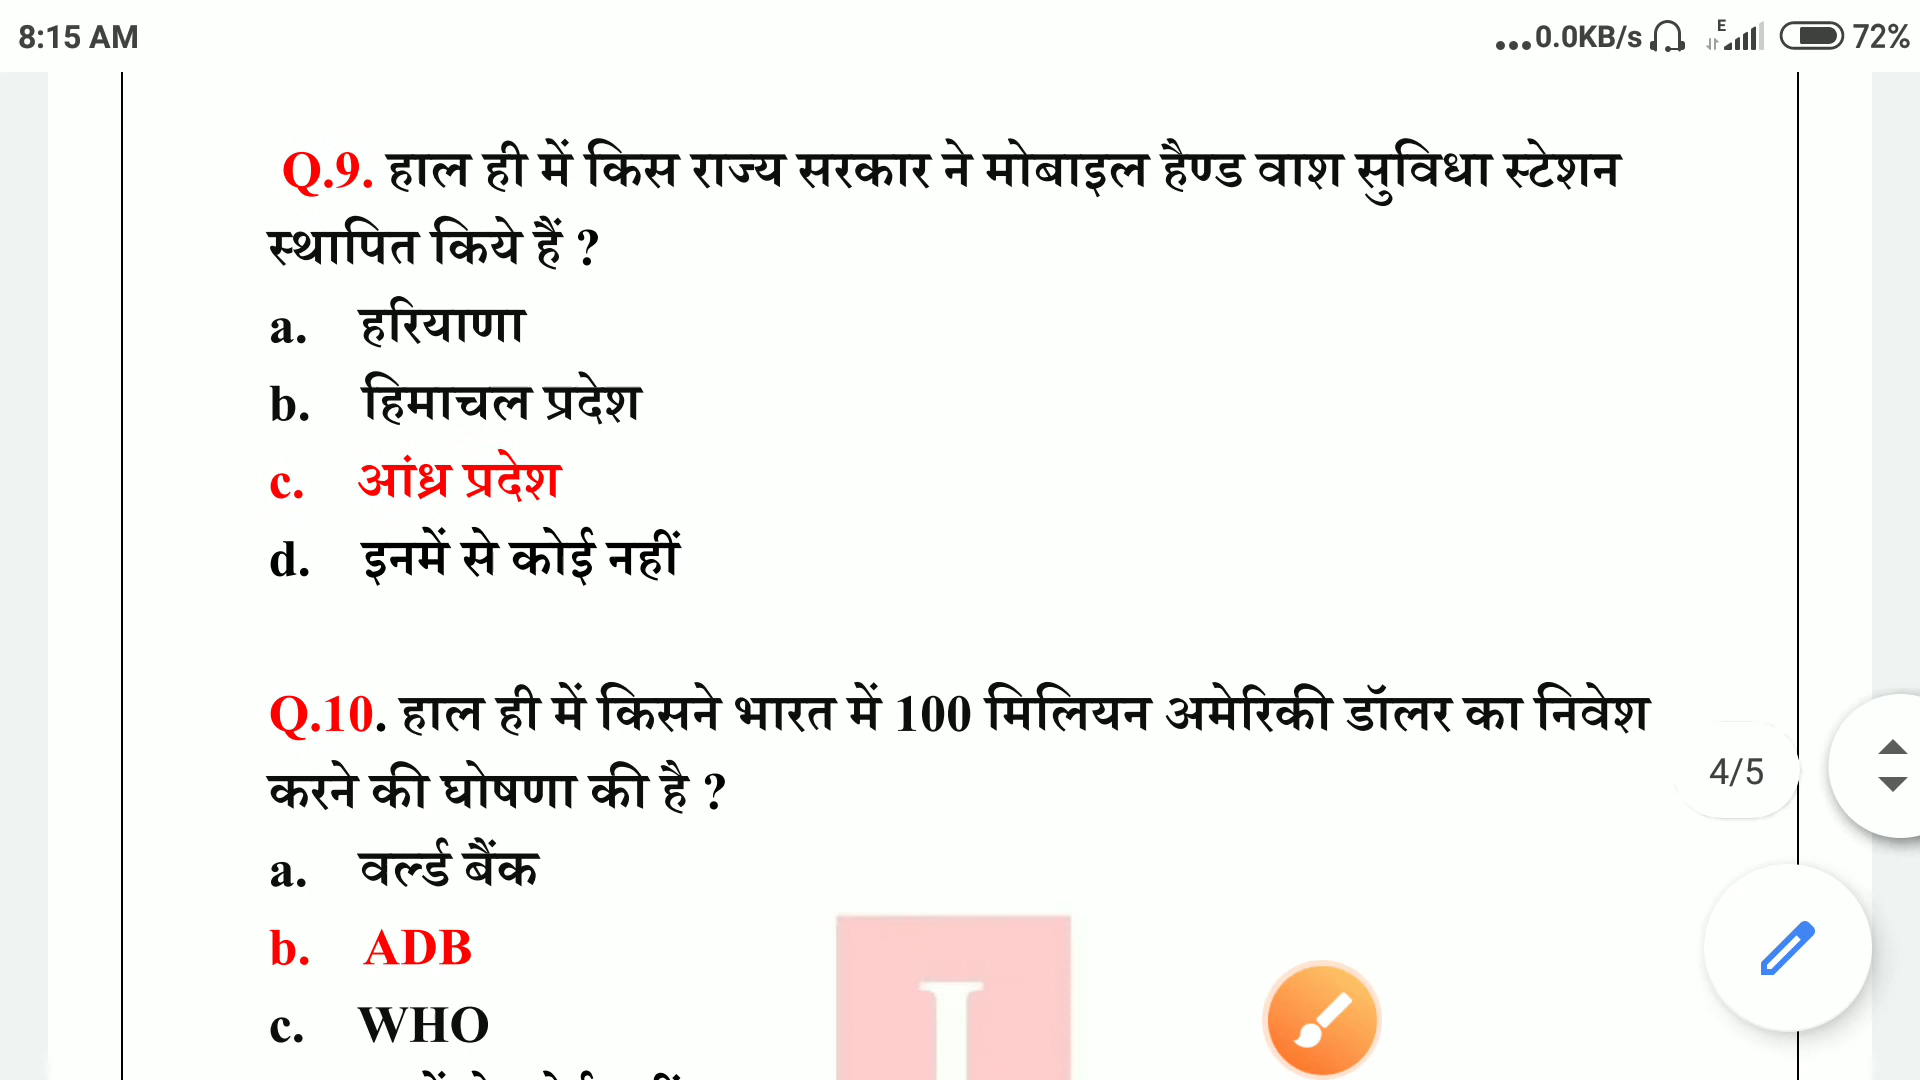 8:15 AM
...0.0KB/s E 72%
Q.9. हाल ही में किस राज्य सरकार ने मोबाइल हैण्ड वाश सुविधा स्टेशन
स्थापित किये हैं ?
a. हरियाणा
b. हिमाचल प्रदेश
c. आंध्र प्रदेश
d. इनमें से कोई नहीं
Q.10. हाल ही में किसने भारत में 100 मिलियन अमेरिकी डॉलर का निवेश
करने की घोषणा की है ?
4/5
a. वर्ल्ड बैंक
b. ADB
c. WHO